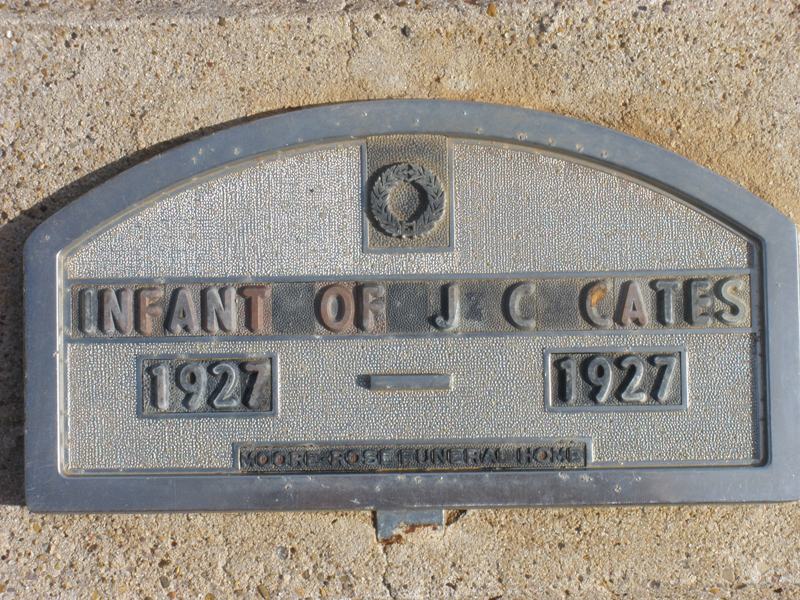 INFANT OF J C CATES
1927 — 1927
MOORE-ROSE FUNERAL HOME